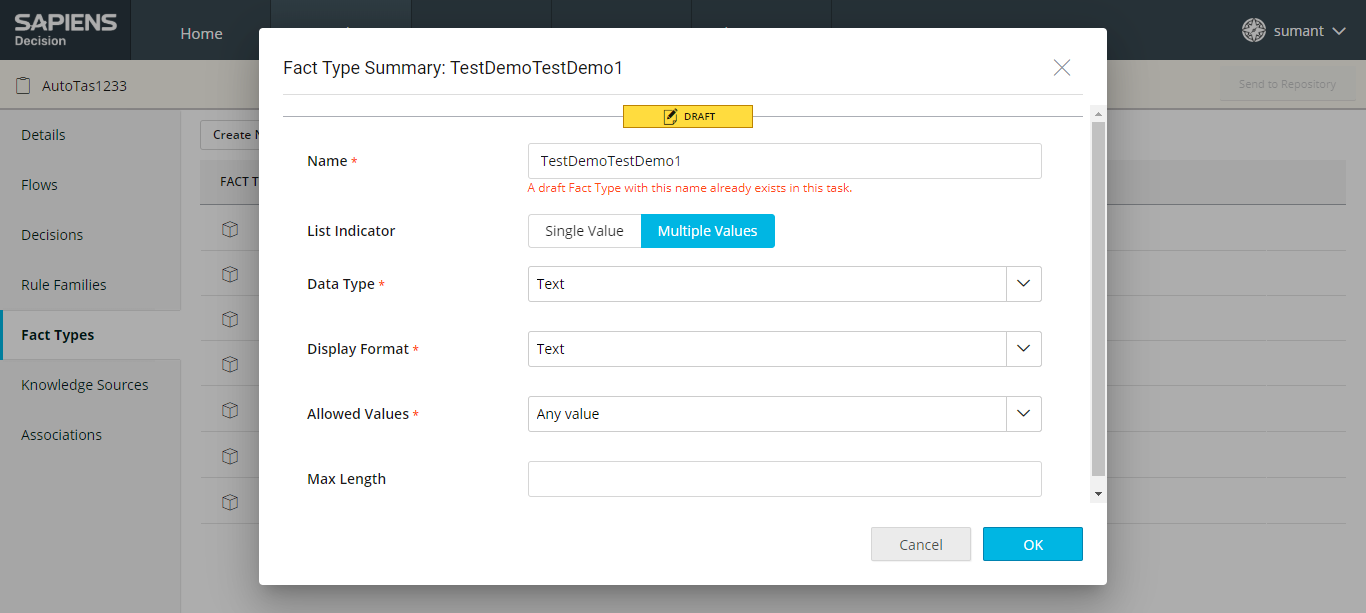 SAPIENS
Decision
Home
sumant
AutoTas1233
Send to Repository
Details
Flows
Decisions
Rule Families
Fact Types
Knowledge Sources
Associations
Create N
FACT T
Fact Type Summary: TestDemoTestDemo1
DRAFT
Name *
TestDemoTestDemo1
A draft Fact Type with this name already exists in this task.
List Indicator
Single Value
Multiple Values
Data Type *
Text
Display Format *
Text
Allowed Values *
Any value
Max Length
Cancel
OK